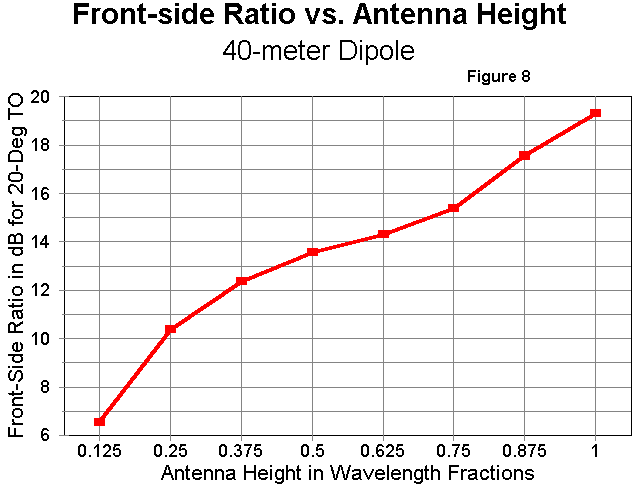 Front-side Ratio vs. Antenna Height
40-meter Dipole
Figure 8
Front-Side Ratio in dB for 20-Deg TO
20
18
16
14
12
10
8
6
0.125 0.25 0.375 0.5 0.625 0.75 0.875 1
Antenna Height in Wavelength Fractions